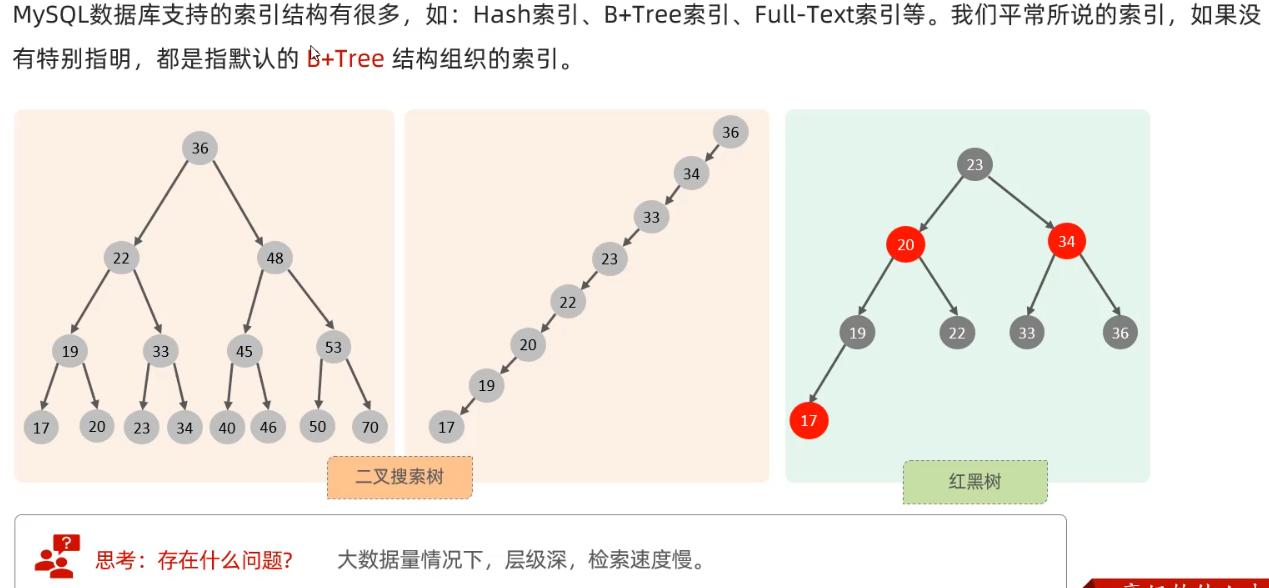 MySQL数据库支持的索引结构有很多，如：Hash索引、B+Tree索引、Full-Text索引等。我们平常所说的索引，如果没
有特别指明，都是指默认的 B+Tree 结构组织的索引。
36
22 48
19 33 45 53
17 20 23 34 40 46 50 70
36
34
33
23
22
20
19
17
二叉搜索树
23
20 34
19 22 33 36
17
红黑树
思考：存在什么问题？ 大数据量情况下，层级深，检索速度慢。